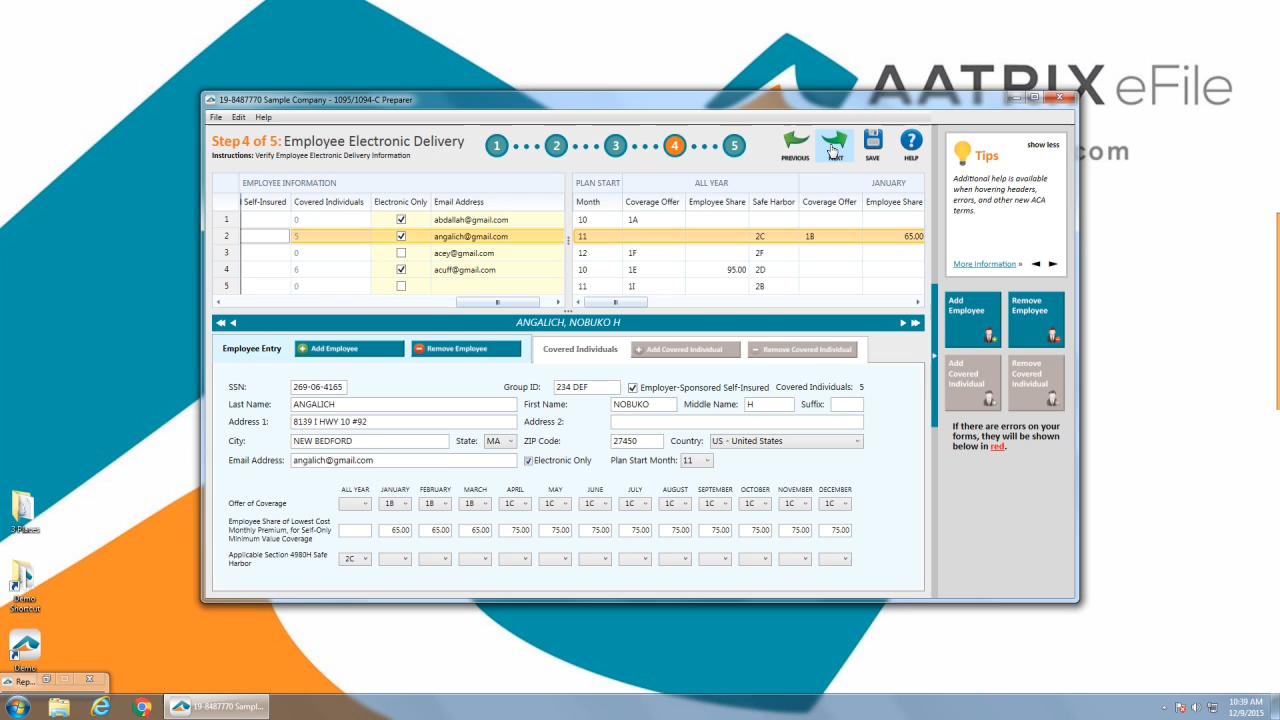 AATRIX eFile
com
19-8487770 Sample Company - 1095/1094-C Preparer
File Edit Help
Step 4 of 5: Employee Electronic Delivery
Instructions: Verify Employee Electronic Delivery Information
1 2 3 4 5
PREVIOUS SAVE HELP
EMPLOYEE INFORMATION PLAN START ALL YEAR JANUARY
Self-Insured Covered Individuals Electronic Only Email Address Month Coverage Offer Employee Share Safe Harbor Coverage Offer Employee Share
1 0 abdallah@gmail.com 10 1A
2 5 angalich@gmail.com 11 2C 1B 65.00
3 0 acey@gmail.com 12 1F 2F
4 6 acuff@gmail.com 10 1E 95.00 2D
5 0 11 1I 2B
ANGALICH, NOBUKO H
Employee Entry Add Employee Remove Employee Covered Individuals Add Covered Individual Remove Covered Individual
SSN: 269-06-4165 Group ID: 234 DEF Employer-Sponsored Self-Insured Covered Individuals: 5
Last Name: ANGALICH First Name: NOBUKO Middle Name: H Suffix:
Address 1: 8139 I HWY 10 #92 Address 2:
City: NEW BEDFORD State: MA ZIP Code: 27450 Country: US - United States
Email Address: angalich@gmail.com Electronic Only Plan Start Month: 11
ALL YEAR JANUARY FEBRUARY MARCH APRIL MAY JUNE JULY AUGUST SEPTEMBER OCTOBER NOVEMBER DECEMBER
Offer of Coverage 1B 1B 1B 1C 1C 1C 1C 1C 1C 1C 1C 1C
Employee Share of Lowest Cost
Monthly Premium, for Self-Only 65.00 65.00 65.00 75.00 75.00 75.00 75.00 75.00 75.00 75.00 75.00 75.00
Minimum Value Coverage
Applicable Section 4980H Safe
Harbor 2C
Tips show less
Additional help is available
when hovering headers,
errors, and other new ACA
terms.
More Information »
Add
Employee
Remove
Employee
Add
Covered
Individual
Remove
Covered
Individual
If there are errors on your
forms, they will be shown
below in red.
Demo
Shortcut
Demo
Rep...
19-8487770 Sampl...
10:39 AM
12/9/2015